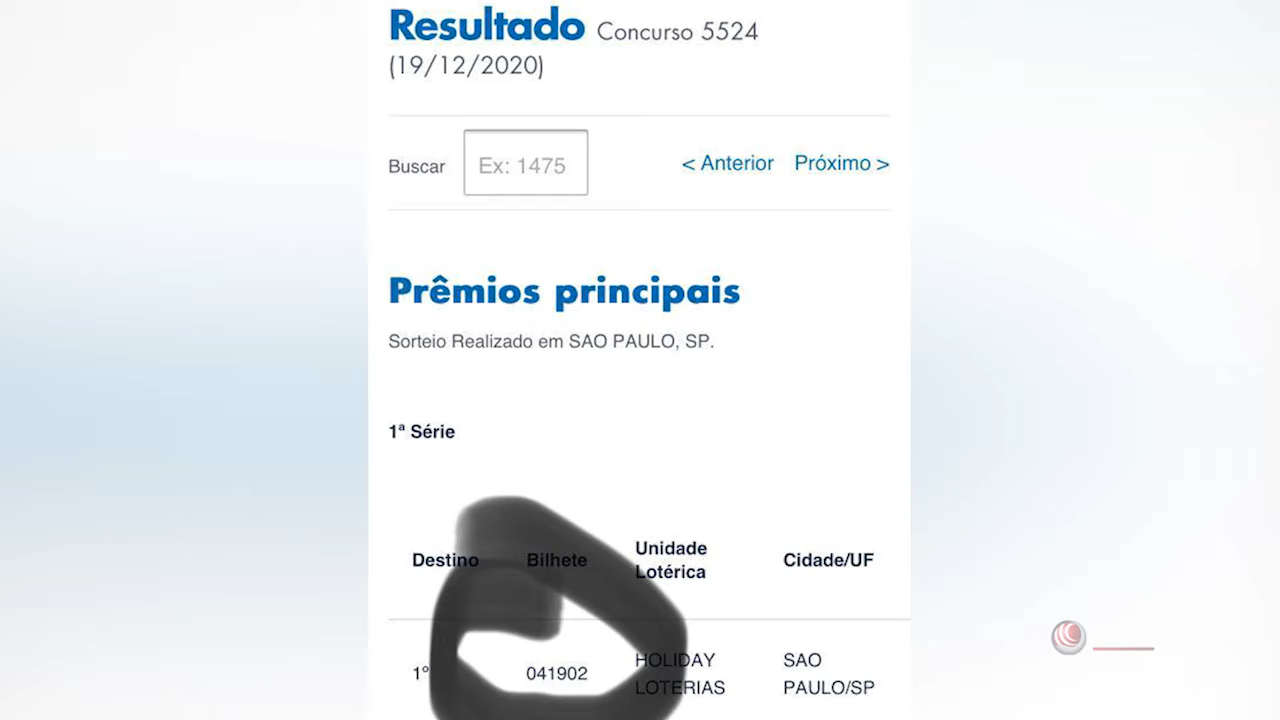 Resultado Concurso 5524
(19/12/2020)
Buscar Ex: 1475 < Anterior Próximo >
Prêmios principais
Sorteio Realizado em SAO PAULO, SP.
1ª Série
Destino Bilhete Unidade Lotérica Cidade/UF
1º 041902 HOLIDAY LOTERIAS SAO PAULO/SP